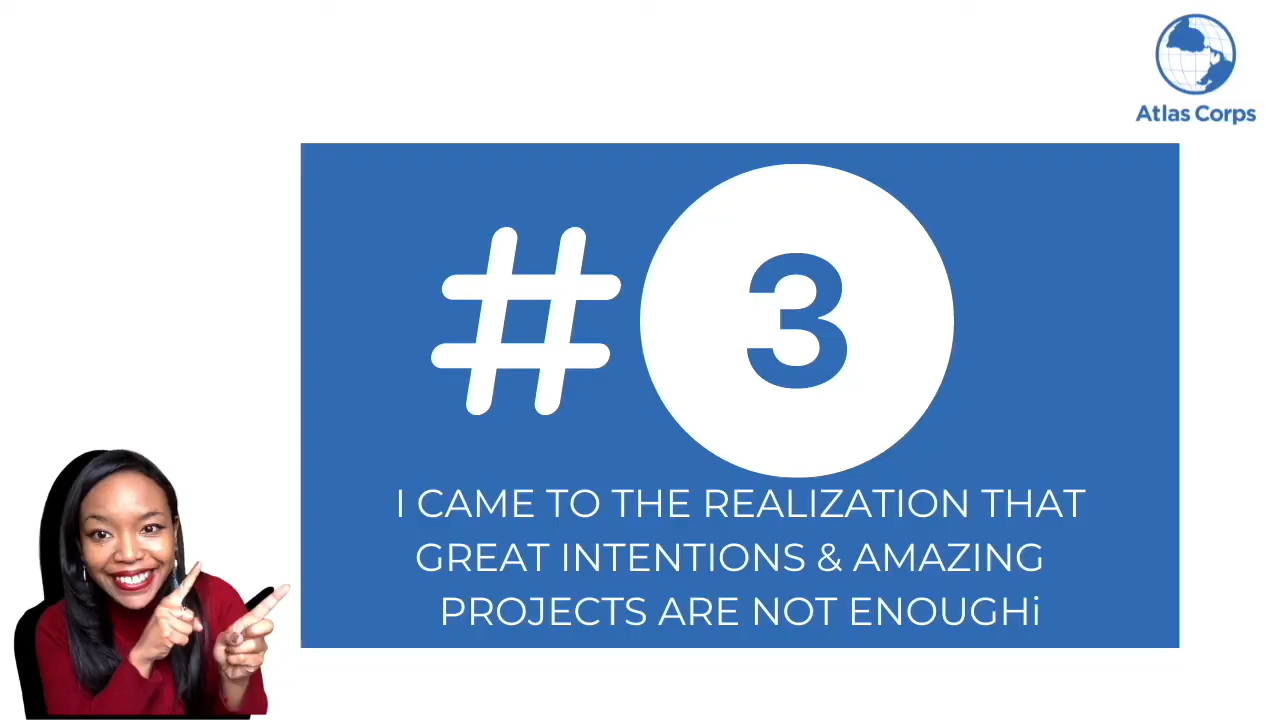 Atlas Corps
#3
I CAME TO THE REALIZATION THAT
GREAT INTENTIONS & AMAZING
PROJECTS ARE NOT ENOUGHi